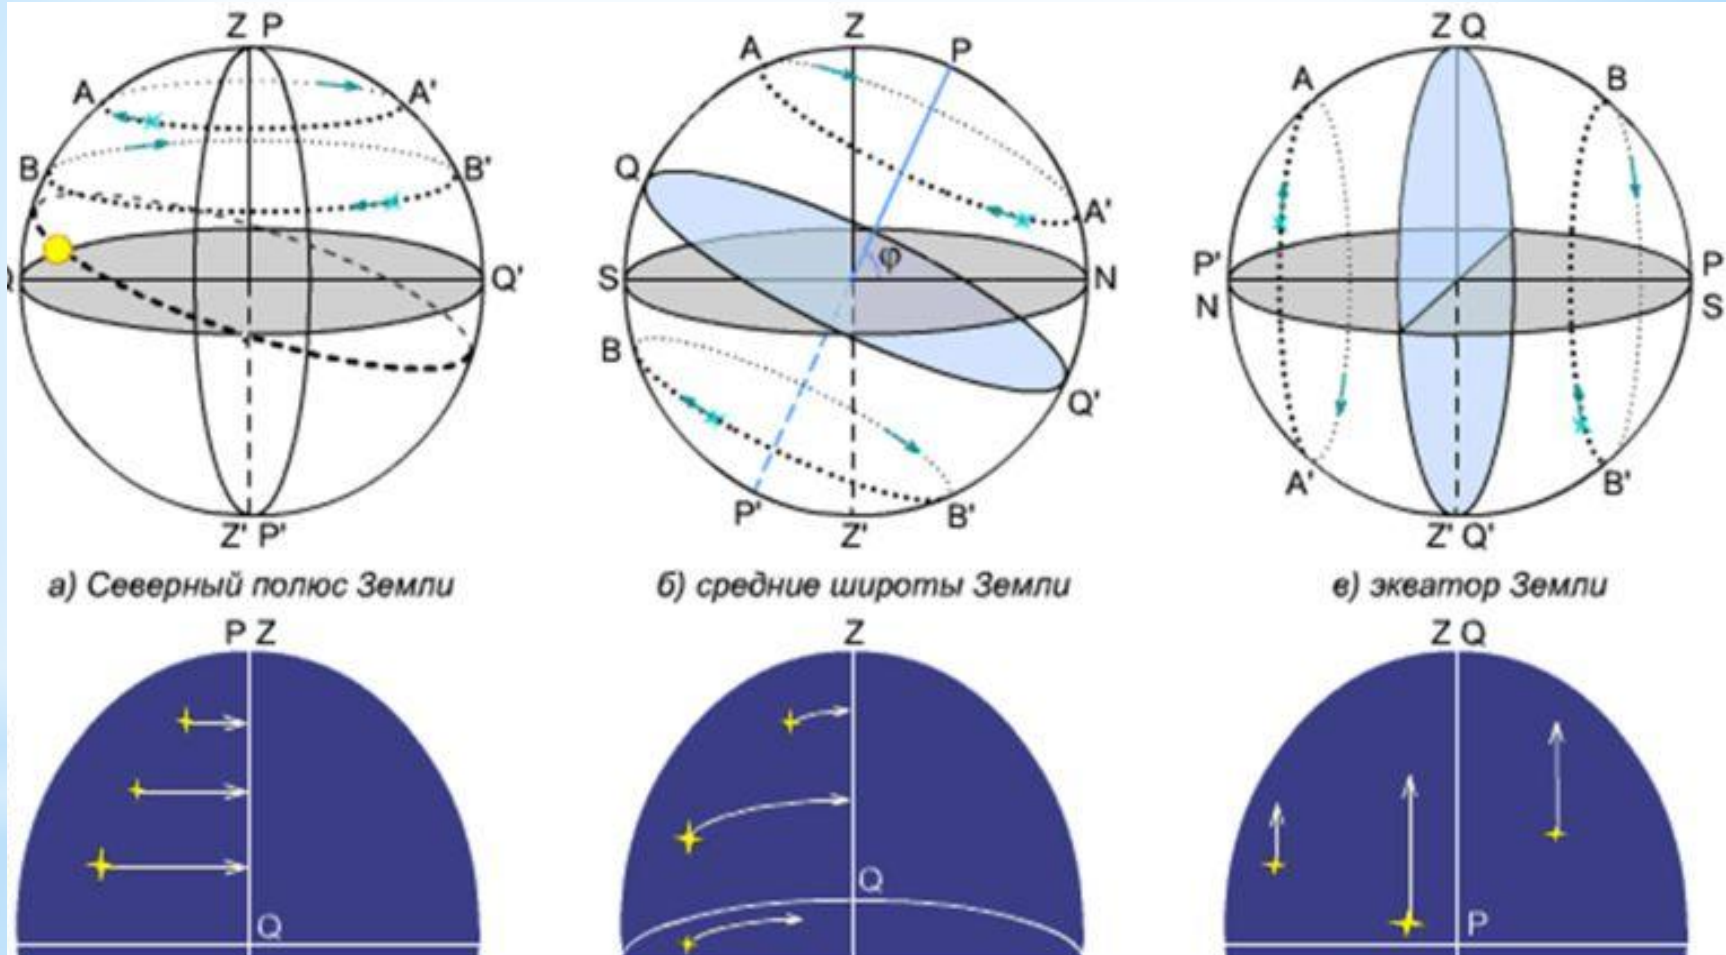 Z P
A
A'
B
B'
Q
Q'
Z' P'
а) Северный полюс Земли
Z
A
P
Q
A'
φ
S
N
B
Q'
P'
B'
Z'
б) средние широты Земли
Z Q
A
B
P'
P
N
S
A'
B'
Z' Q'
в) экватор Земли
P Z
Q
Z
Q
Z Q
P